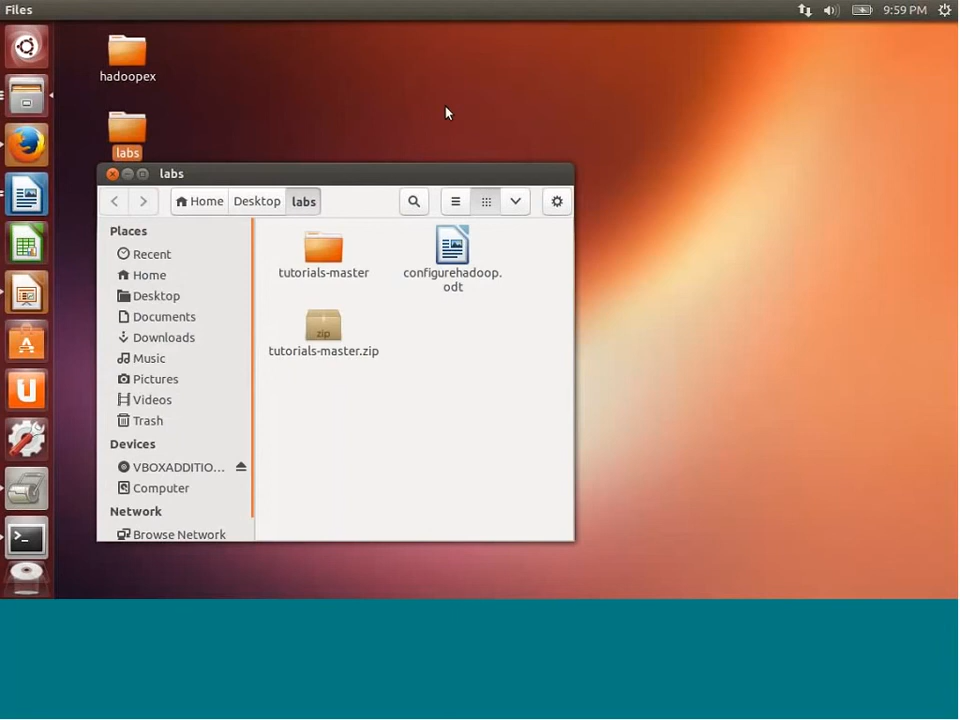 Files
9:59 PM
hadoopex
labs
labs
Home
Desktop
labs
Places
Recent
Home
Desktop
Documents
Downloads
Music
Pictures
Videos
Trash
Devices
VBOXADDITIO...
Computer
Network
Browse Network
tutorials-master
configurehadoop.
odt
zip
tutorials-master.zip